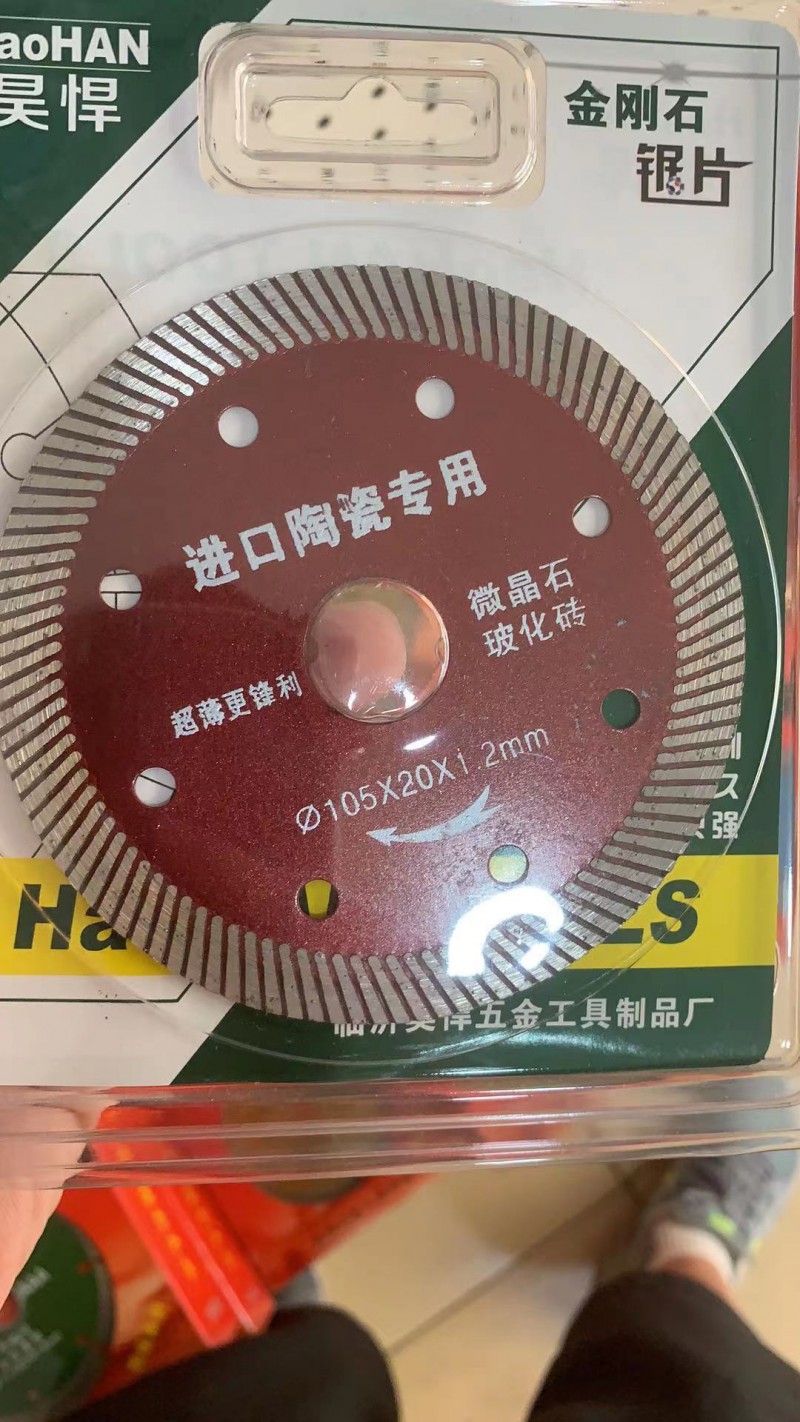 aoHAN
昊悍
金刚石
锯片
进口陶瓷专用
微晶石
玻化砖
超薄更锋利
Ø105X20X1.2mm
强
Ha
LS
临沂昊悍五金工具制品厂